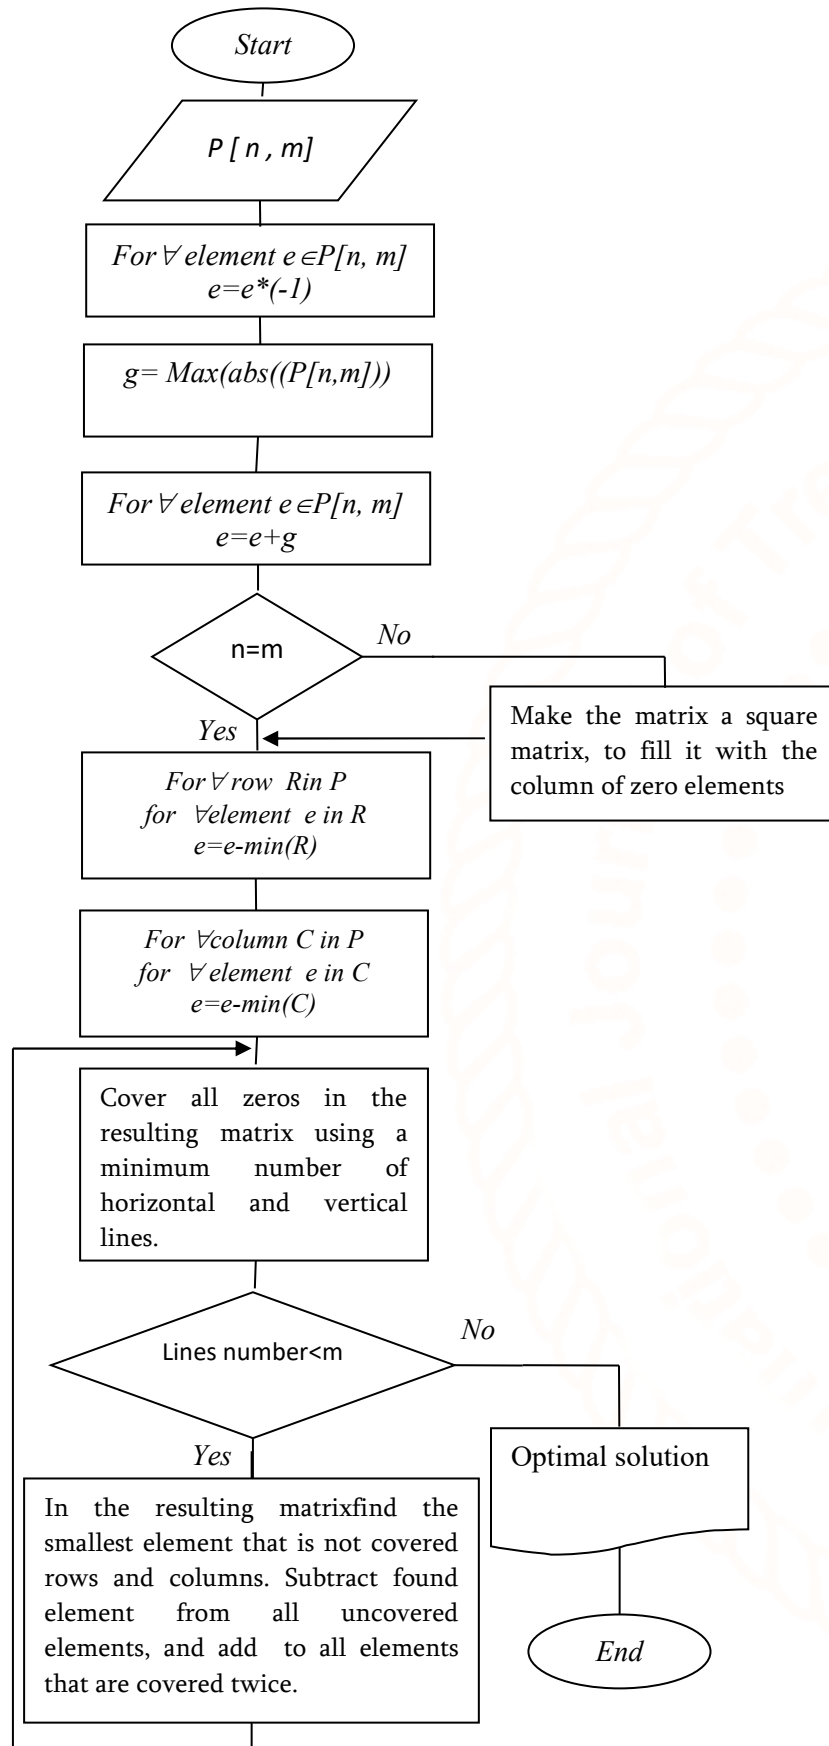 Start
P [ n , m]
For ∀ element e∈P[n, m]
e=e*(-1)
g= Max(abs((P[n,m]))
For ∀ element e∈P[n, m]
e=e+g
n=m
No
Make the matrix a square
matrix, to fill it with the
column of zero elements
Yes
For ∀ row Rin P
for ∀element e in R
e=e-min(R)
For ∀column C in P
for ∀ element e in C
e=e-min(C)
Cover all zeros in the
resulting matrix using a
minimum number of
horizontal and vertical
lines.
Lines number<m
No
Yes
Optimal solution
In the resulting matrixfind the
smallest element that is not covered
rows and columns. Subtract found
element from all uncovered
elements, and add to all elements
that are covered twice.
End
of Tre
Journal